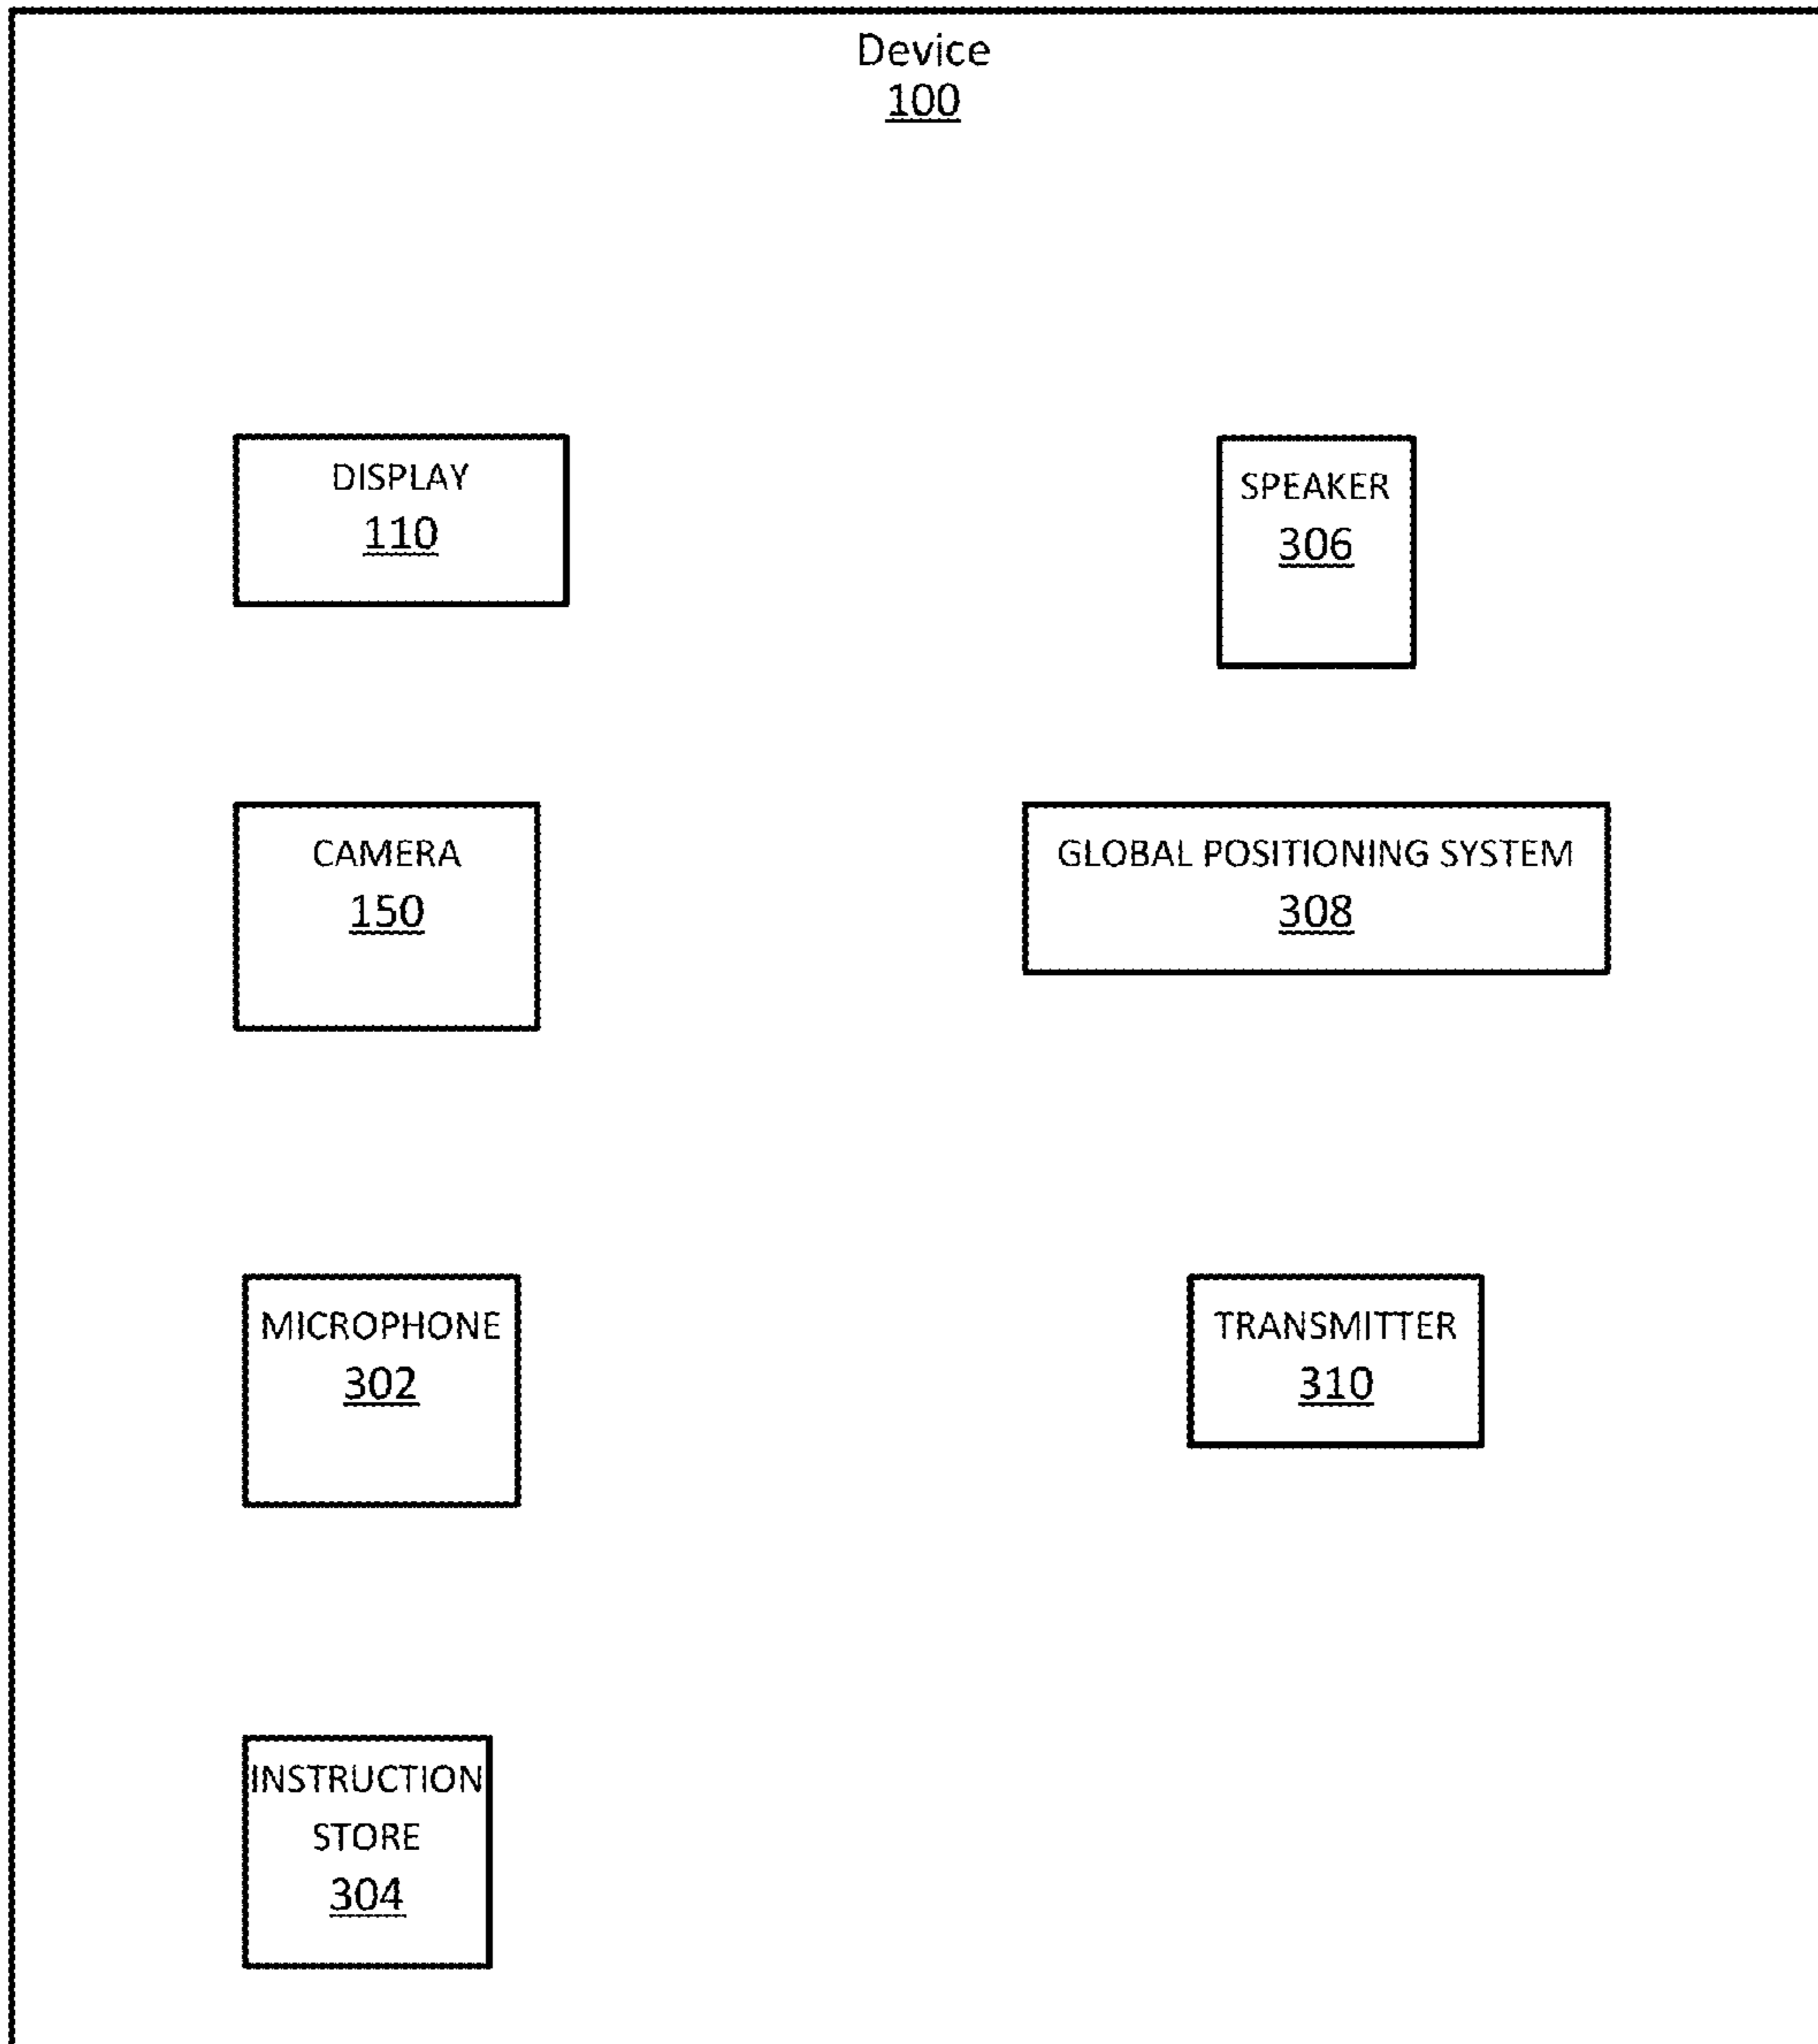 Device
100
DISPLAY
110
SPEAKER
306
CAMERA
150
GLOBAL POSITIONING SYSTEM
308
MICROPHONE
302
TRANSMITTER
310
INSTRUCTION
STORE
304